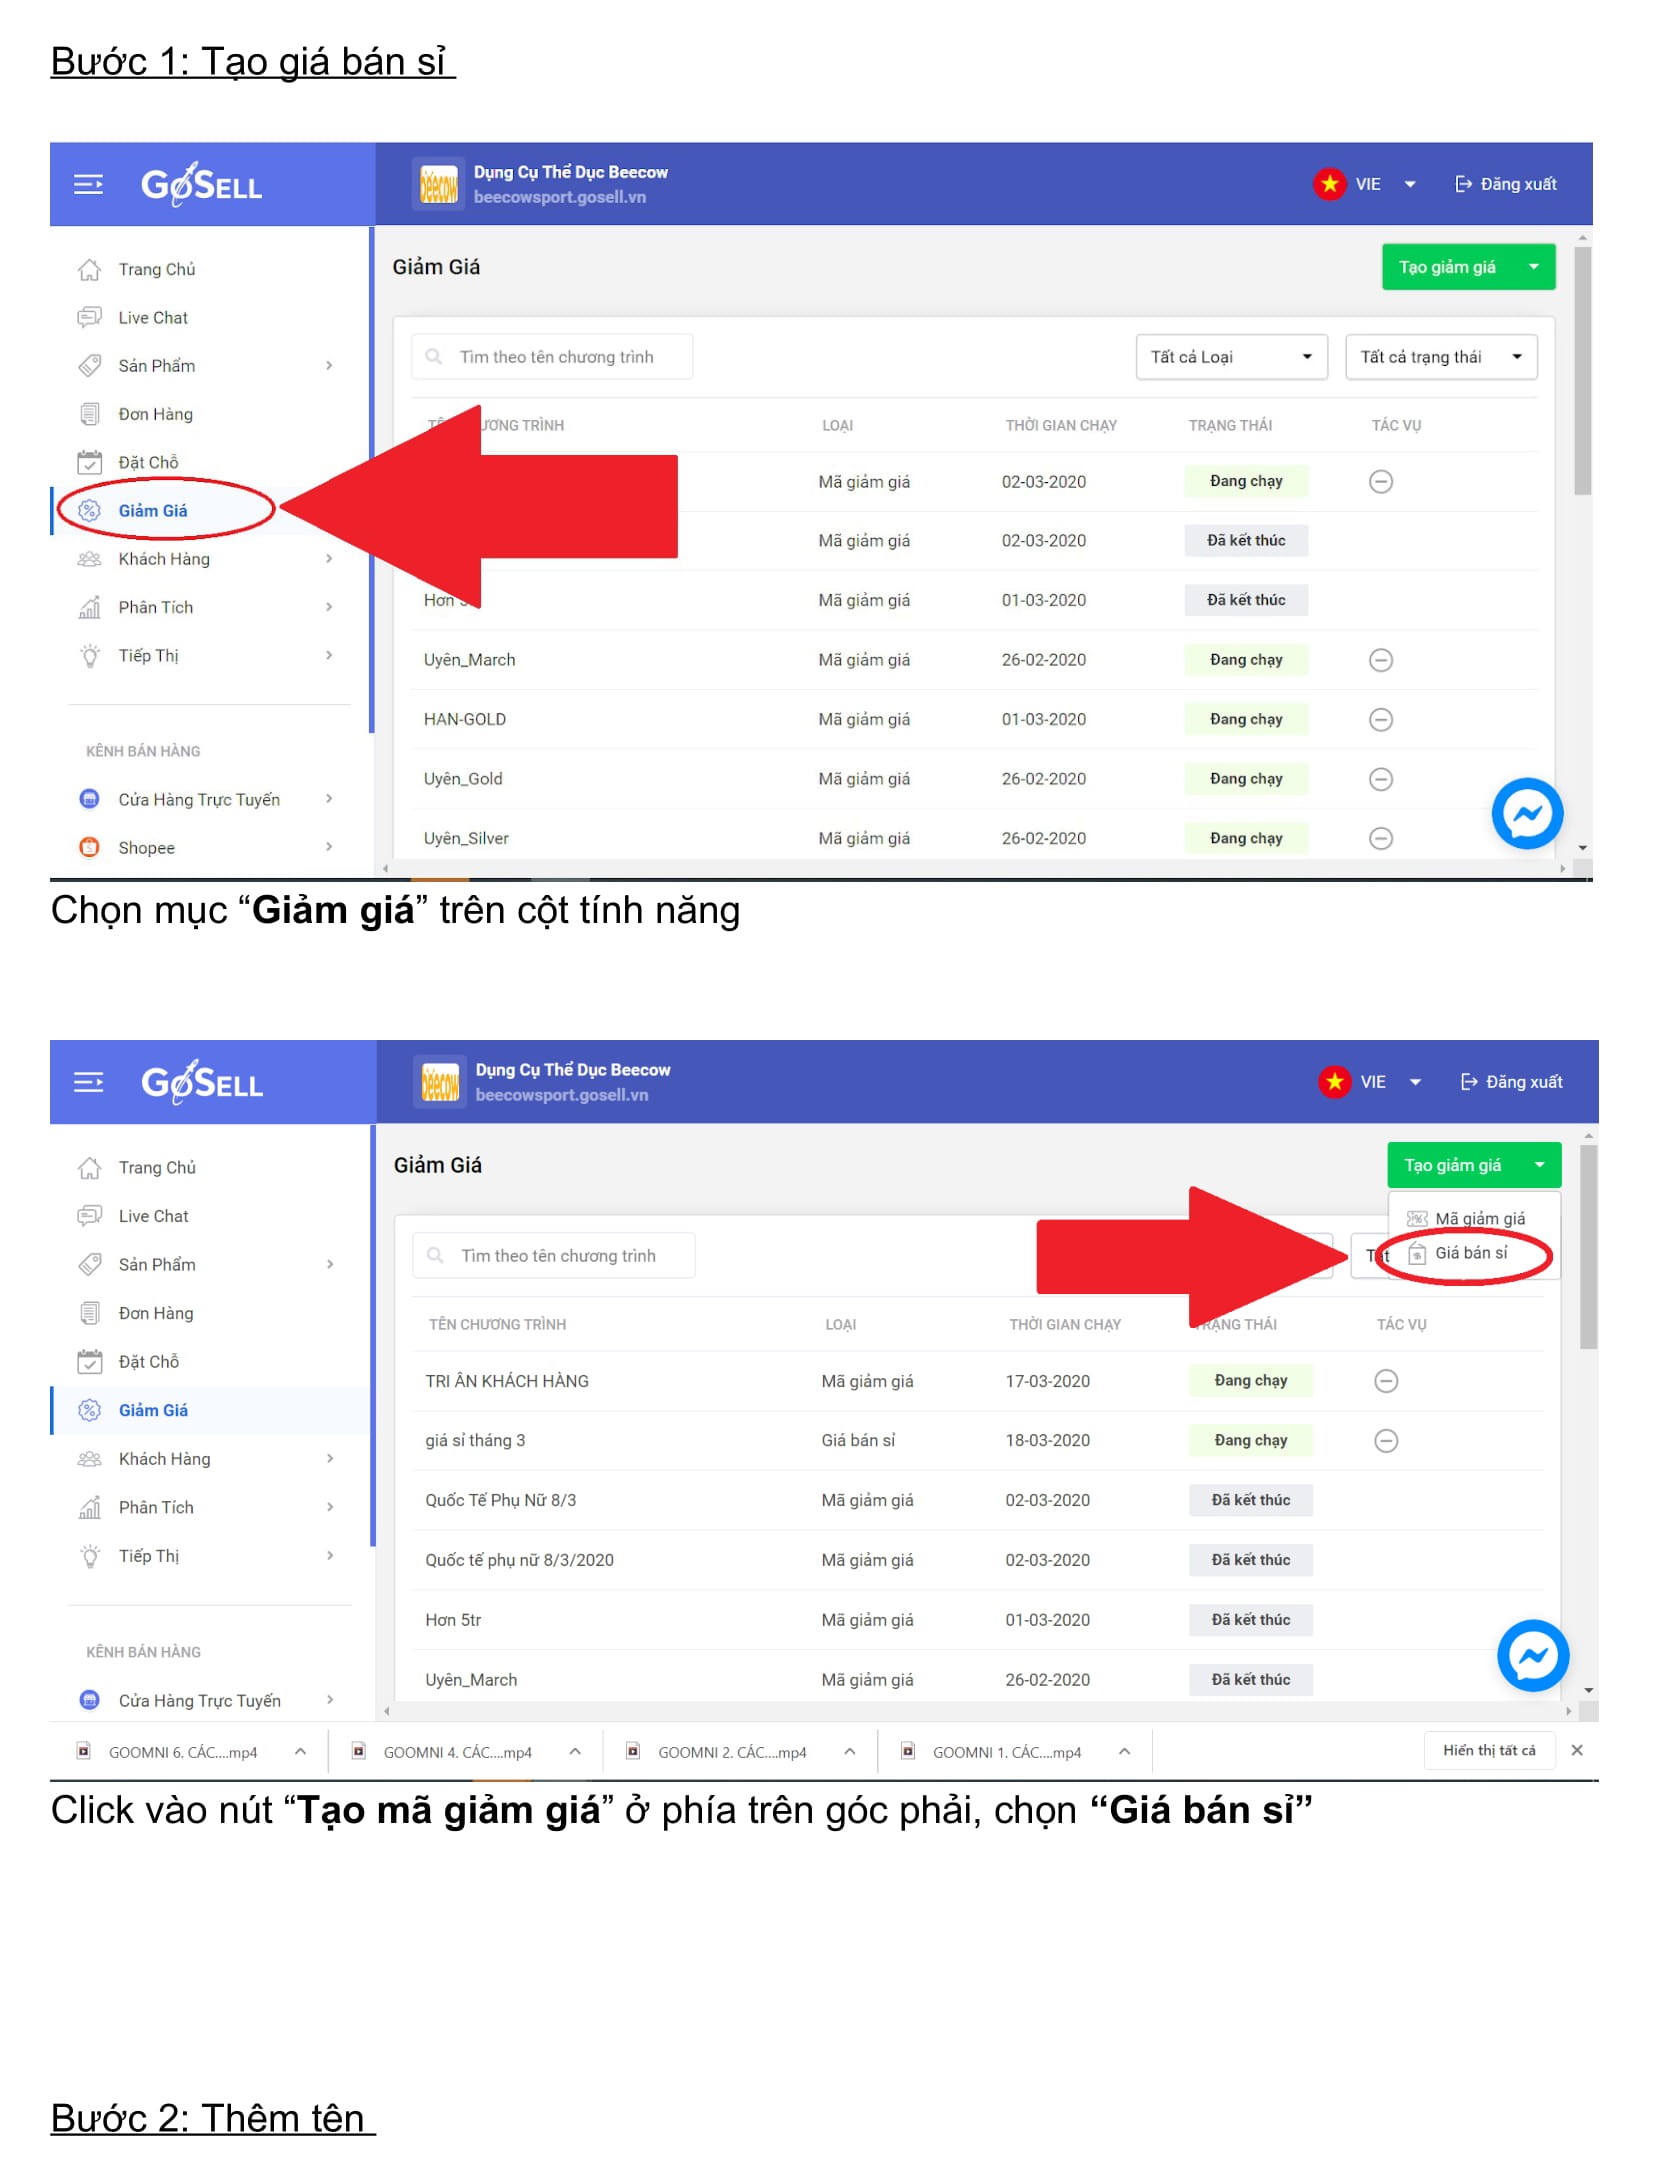 Bước 1: Tạo giá bán sỉ
GoSELL
Dụng Cụ Thể Dục Beecow
beecowsport.gosell.vn
VIE
Đăng xuất
Trang Chủ
Live Chat
Sản Phẩm
Đơn Hàng
Đặt Chỗ
Giảm Giá
Khách Hàng
Phân Tích
Tiếp Thị
KÊNH BÁN HÀNG
Cửa Hàng Trực Tuyến
Shopee
Giảm Giá
Tạo giảm giá
Tìm theo tên chương trình
Tất cả Loại
Tất cả trạng thái
TRÌNH LOẠI THỜI GIAN CHẠY TRẠNG THÁI TÁC VỤ
Mã giảm giá 02-03-2020 Đang chạy
Mã giảm giá 02-03-2020 Đã kết thúc
Hơn Mã giảm giá 01-03-2020 Đã kết thúc
Uyên_March Mã giảm giá 26-02-2020 Đang chạy
HAN-GOLD Mã giảm giá 01-03-2020 Đang chạy
Uyên_Gold Mã giảm giá 26-02-2020 Đang chạy
Uyên_Silver Mã giảm giá 26-02-2020 Đang chạy
Chọn mục “Giảm giá” trên cột tính năng
GoSELL
Dụng Cụ Thể Dục Beecow
beecowsport.gosell.vn
VIE
Đăng xuất
Trang Chủ
Live Chat
Sản Phẩm
Đơn Hàng
Đặt Chỗ
Giảm Giá
Khách Hàng
Phân Tích
Tiếp Thị
KÊNH BÁN HÀNG
Cửa Hàng Trực Tuyến
Giảm Giá
Tạo giảm giá
Mã giảm giá
Giá bán sỉ
Tìm theo tên chương trình
TÊN CHƯƠNG TRÌNH LOẠI THỜI GIAN CHẠY TRẠNG THÁI TÁC VỤ
TRI ÂN KHÁCH HÀNG Mã giảm giá 17-03-2020 Đang chạy
giá sỉ tháng 3 Giá bán sỉ 18-03-2020 Đang chạy
Quốc Tế Phụ Nữ 8/3 Mã giảm giá 02-03-2020 Đã kết thúc
Quốc tế phụ nữ 8/3/2020 Mã giảm giá 02-03-2020 Đã kết thúc
Hơn 5tr Mã giảm giá 01-03-2020 Đã kết thúc
Uyên_March Mã giảm giá 26-02-2020 Đã kết thúc
GOOMNI 6. CÁC....mp4 GOOMNI 4. CÁC....mp4 GOOMNI 2. CÁC....mp4 GOOMNI 1. CÁC....mp4 Hiển thị tất cả
Click vào nút “Tạo mã giảm giá” ở phía trên góc phải, chọn “Giá bán sỉ”
Bước 2: Thêm tên